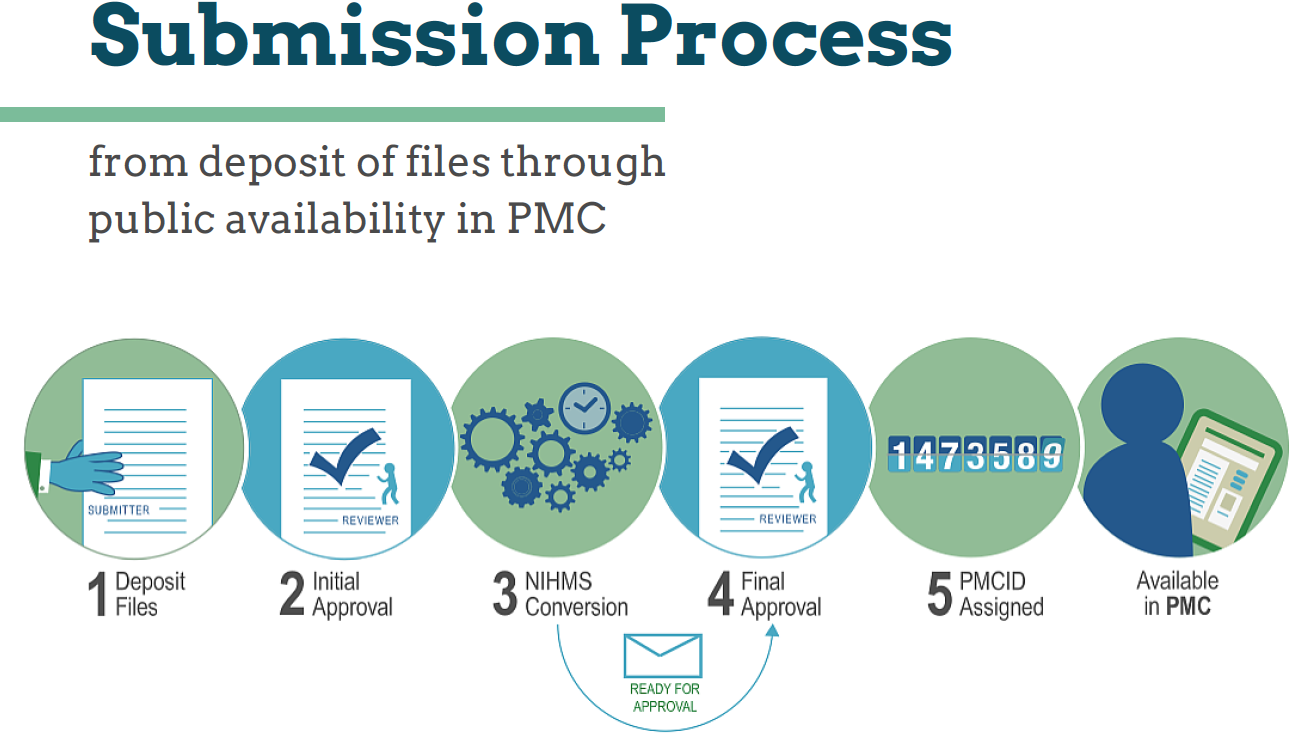 Submission Process
from deposit of files through
public availability in PMC
SUBMITTER
REVIEWER
REVIEWER
1473589
1 Deposit
Files
2 Initial
Approval
3 NIHMS
Conversion
4 Final
Approval
5 PMCID
Assigned
Available
in PMC
READY FOR
APPROVAL